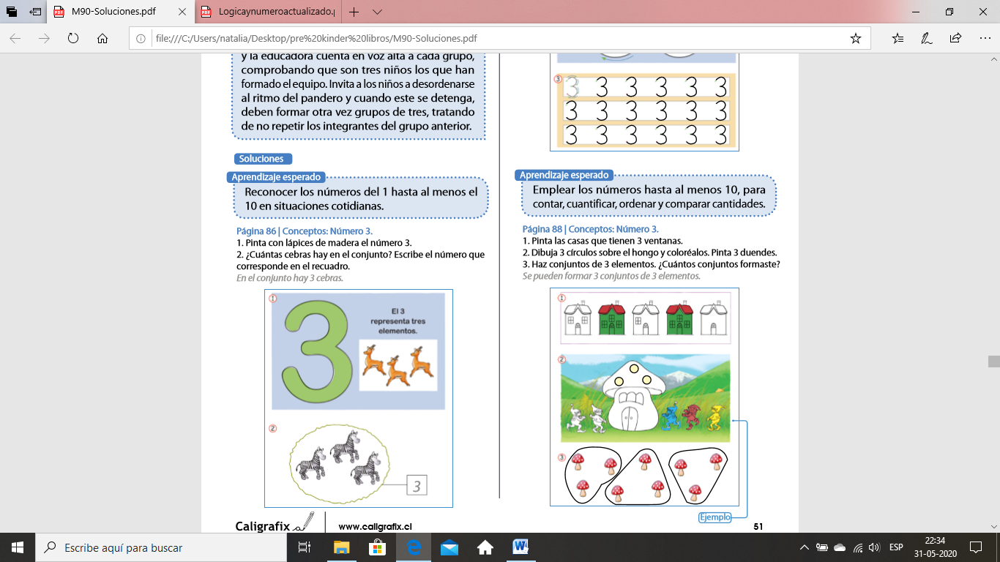 M90-Soluciones.pdf
Logicaynumeroactualizado.p
file:///C:/Users/natalia/Desktop/pre%20kinder%20libros/M90-Soluciones.pdf
y la educadora cuenta en voz alta a cada grupo,
comprobando que son tres niños los que han
formado el equipo. Invita a los niños a desordenarse
al ritmo del pandero y cuando este se detenga,
deben formar otra vez grupos de tres, tratando
de no repetir los integrantes del grupo anterior.
Soluciones
Aprendizaje esperado
Reconocer los números del 1 hasta al menos el
10 en situaciones cotidianas.
Página 86 | Conceptos: Número 3.
1. Pinta con lápices de madera el número 3.
2. ¿Cuántas cebras hay en el conjunto? Escribe el número que
corresponde en el recuadro.
En el conjunto hay 3 cebras.
1
3
El 3
representa tres
elementos.
2
3
Caligrafix
www.caligrafix.cl
3
3 3 3 3 3 3
3 3 3 3 3 3
3 3 3 3 3 3
Aprendizaje esperado
Emplear los números hasta al menos 10, para
contar, cuantificar, ordenar y comparar cantidades.
Página 88 | Conceptos: Número 3.
1. Pinta las casas que tienen 3 ventanas.
2. Dibuja 3 círculos sobre el hongo y coloréalos. Pinta 3 duendes.
3. Haz conjuntos de 3 elementos. ¿Cuántos conjuntos formaste?
Se pueden formar 3 conjuntos de 3 elementos.
1
2
3
Ejemplo
51
Escribe aquí para buscar
ESP
22:34
31-05-2020